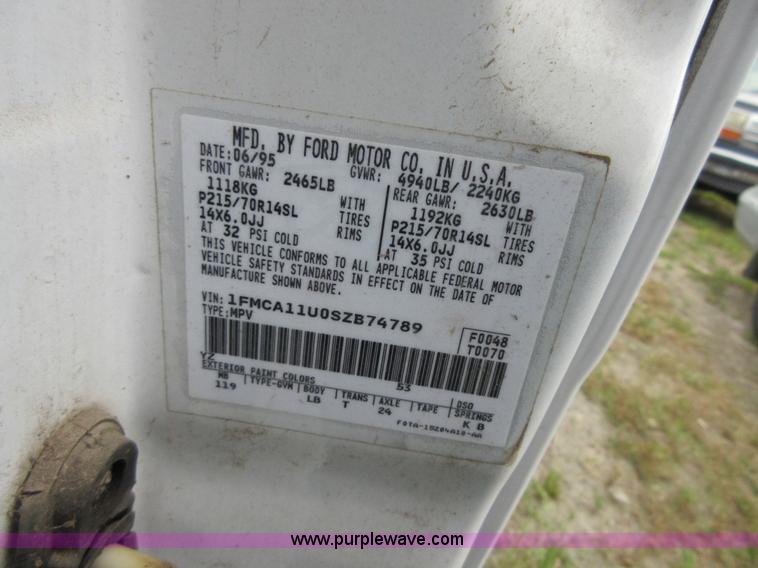 MFD. BY FORD MOTOR CO. IN U.S.A.
DATE: 06/95 GVWR: 4940LB/ 2240KG
FRONT GAWR: 2465LB REAR GAWR: 2630LB
1118KG WITH 1192KG WITH
P215/70R14SL TIRES P215/70R14SL TIRES
14X6.0JJ RIMS 14X6.0JJ RIMS
AT 32 PSI COLD AT 35 PSI COLD
THIS VEHICLE CONFORMS TO ALL APPLICABLE FEDERAL MOTOR
VEHICLE SAFETY STANDARDS IN EFFECT ON THE DATE OF
MANUFACTURE SHOWN ABOVE.
VIN: 1FMCA11U0SZB74789 F0048
TYPE: MPV T0070
YZ 53
EXTERIOR PAINT COLORS DSO
WB TYPE-GVM BODY TRANS AXLE TAPE SPRINGS
119 LB T 24 K B
F0TA-15204A10-AA
www.purplewave.com